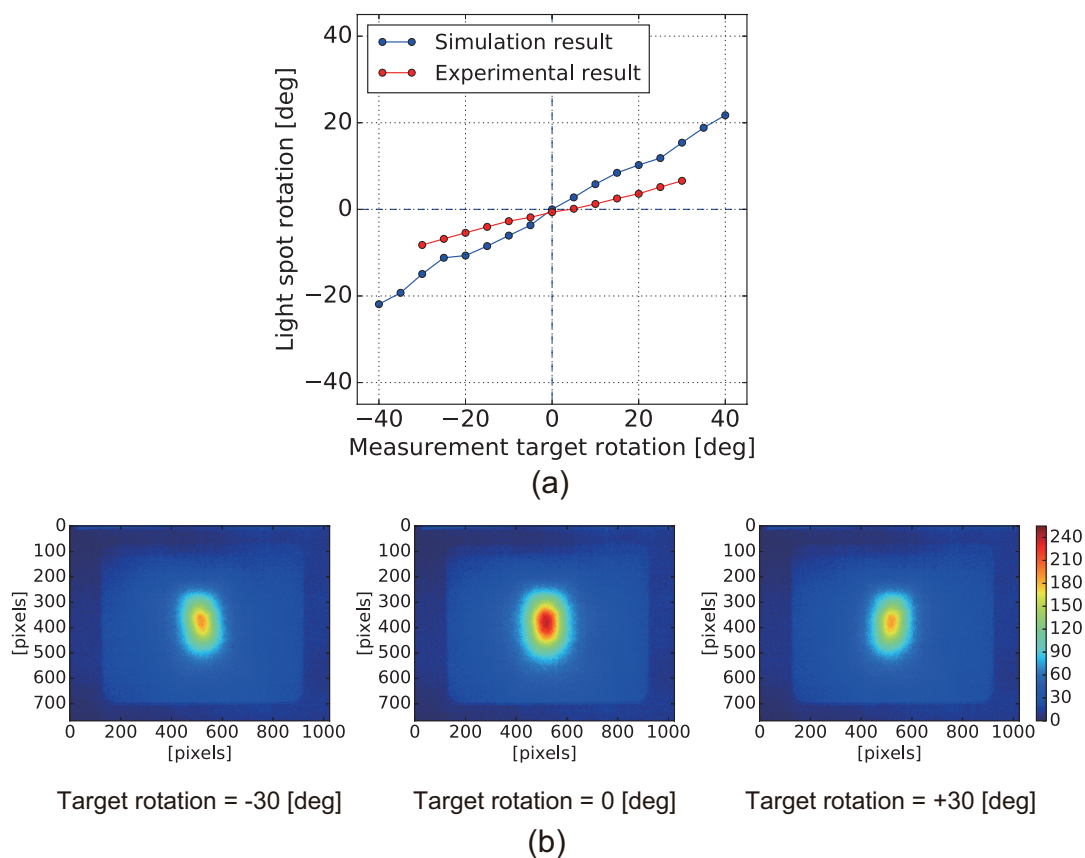 40
20
0
−20
−40
Light spot rotation [deg]
Simulation result
Experimental result
−40 −20 0 20 40
Measurement target rotation [deg]
(a)
0
100
200
300
400
500
600
700
[pixels]
0 200 400 600 800 1000
[pixels]
0
100
200
300
400
500
600
700
[pixels]
0 200 400 600 800 1000
[pixels]
0
100
200
300
400
500
600
700
[pixels]
0 200 400 600 800 1000
[pixels]
240
210
180
150
120
90
60
30
0
Target rotation = -30 [deg] Target rotation = 0 [deg] Target rotation = +30 [deg]
(b)